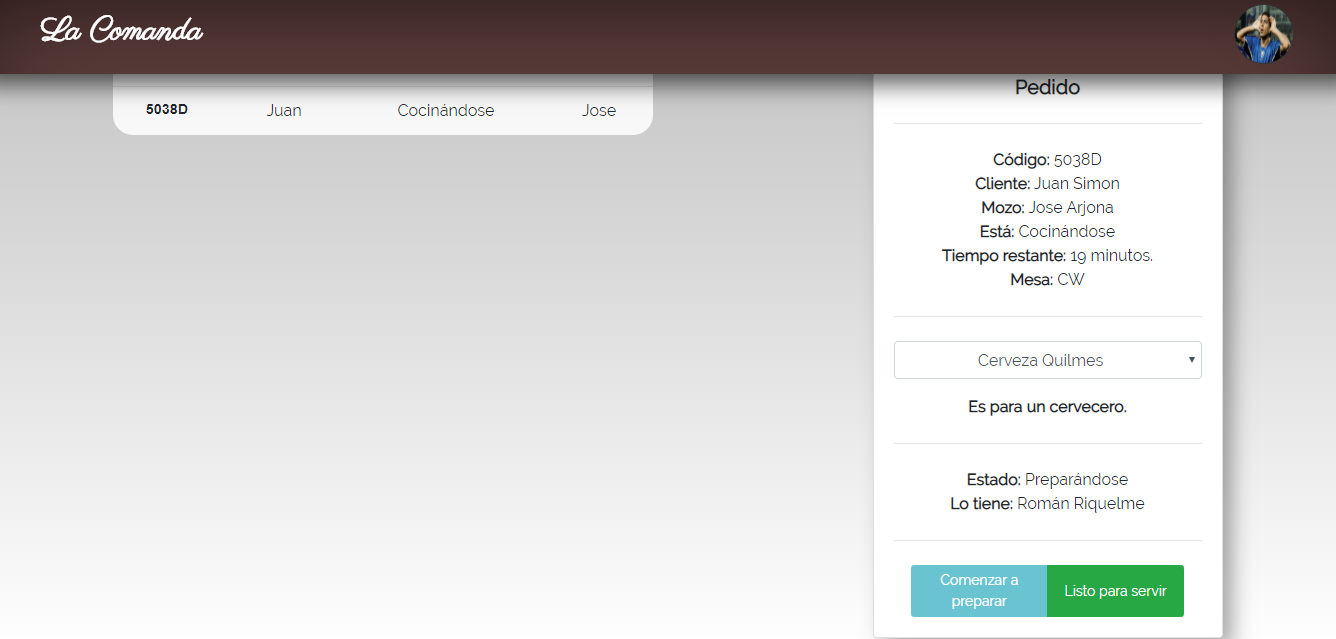 La Comanda
5038D Juan Cocinándose Jose
Pedido
Código: 5038D
Cliente: Juan Simon
Mozo: Jose Arjona
Está: Cocinándose
Tiempo restante: 19 minutos.
Mesa: CW
Cerveza Quilmes
Es para un cervecero.
Estado: Preparándose
Lo tiene: Román Riquelme
Comenzar a
preparar
Listo para servir